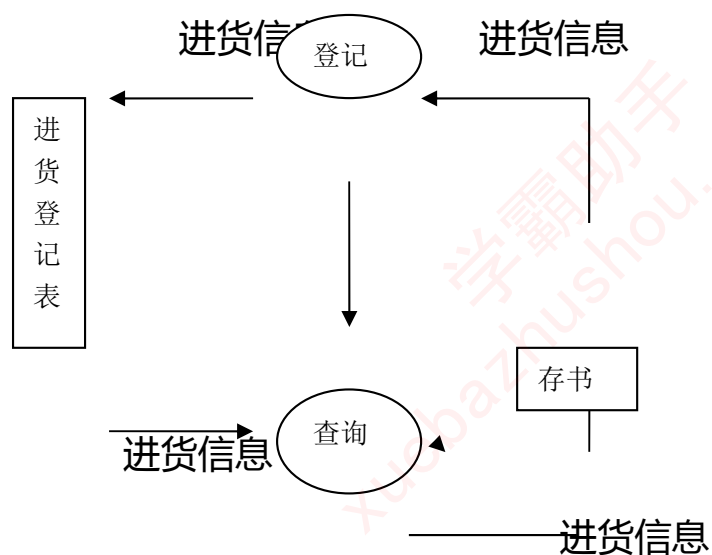 进货信息
登记
进货信息
进
货
登
记
表
存书
查询
进货信息
进货信息
学霸助手
xuebazhushou.